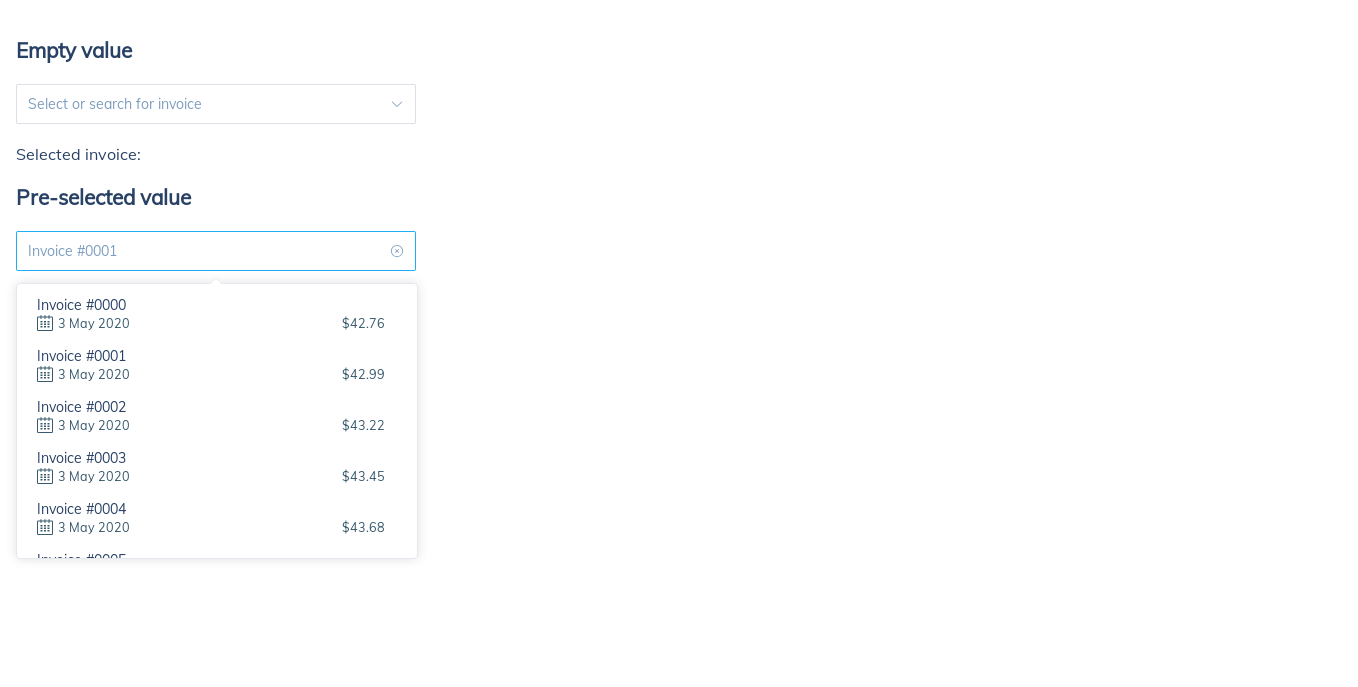 Empty value
Select or search for invoice
Selected invoice:
Pre-selected value
Invoice #0001
Invoice #0000
3 May 2020 $42.76
Invoice #0001
3 May 2020 $42.99
Invoice #0002
3 May 2020 $43.22
Invoice #0003
3 May 2020 $43.45
Invoice #0004
3 May 2020 $43.68
Invoice #0005